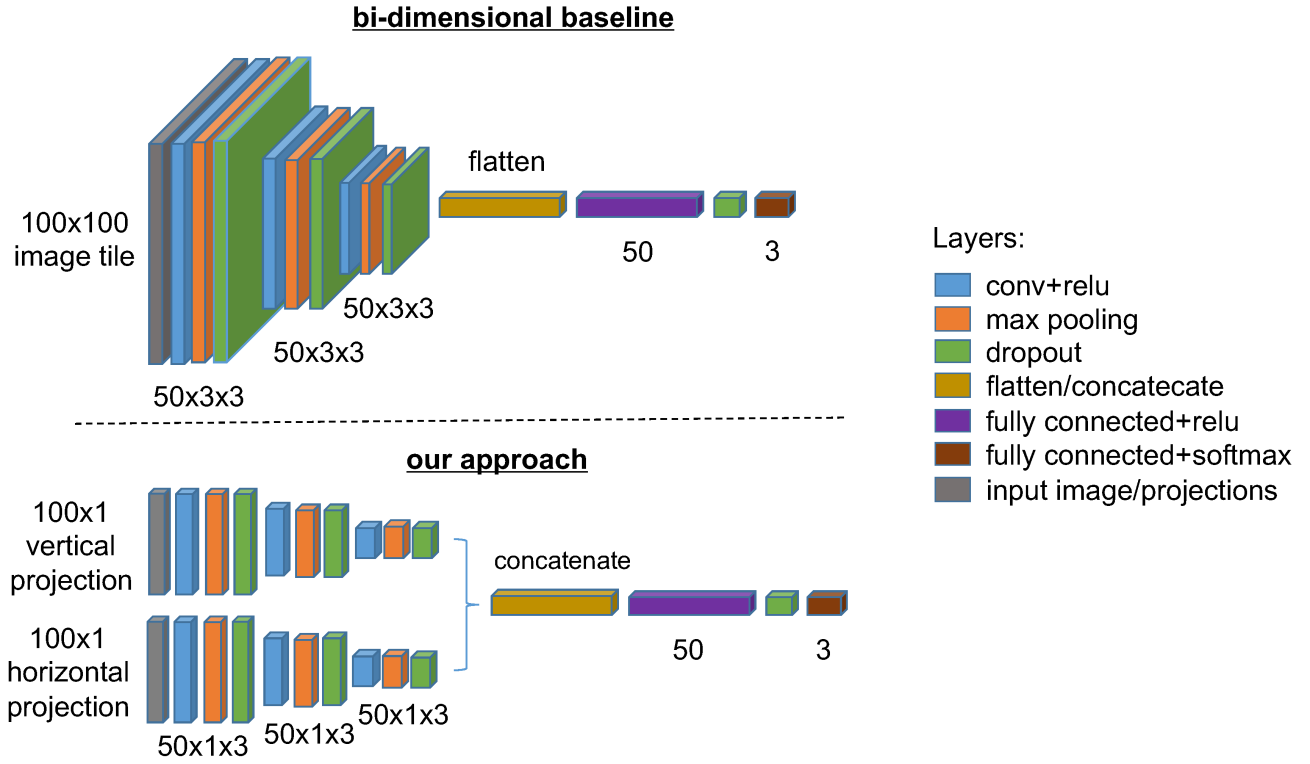 bi-dimensional baseline
100x100
image tile
50x3x3
50x3x3
50x3x3
flatten
50
3
our approach
100x1
vertical
projection
100x1
horizontal
projection
50x1x3
50x1x3
50x1x3
concatenate
50
3
Layers:
conv+relu
max pooling
dropout
flatten/concatecate
fully connected+relu
fully connected+softmax
input image/projections